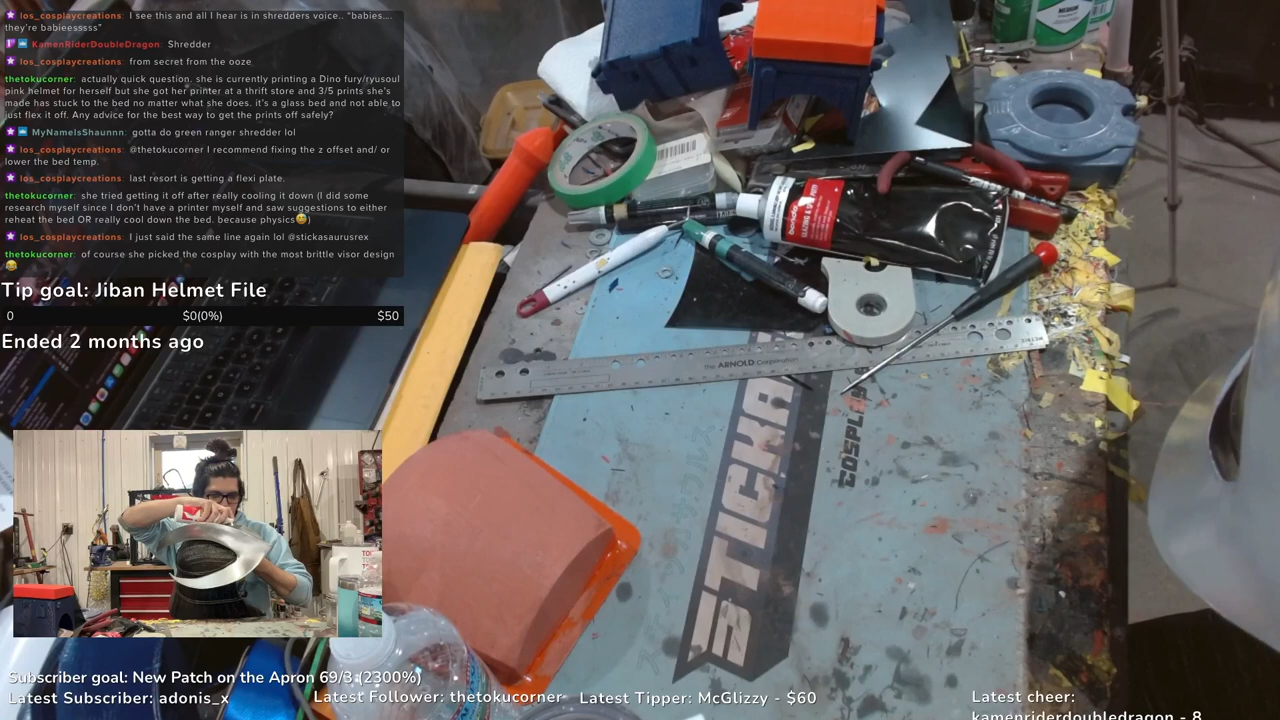 los_cosplaycreations: I see this and all I hear is in shredders voice.. "babies....
they're babieesssss"
KamenRiderDoubleDragon: Shredder
los_cosplaycreations: from secret from the ooze
thetokucorner: actually quick question. she is currently printing a Dino fury/ryusoul
pink helmet for herself but she got her printer at a thrift store and 3/5 prints she's
made has stuck to the bed no matter what she does. it's a glass bed and not able to
just flex it off. Any advice for the best way to get the prints off safely?
MyNameIsShaunnn: gotta do green ranger shredder lol
los_cosplaycreations: @thetokucorner I recommend fixing the z offset and/ or
lower the bed temp.
los_cosplaycreations: last resort is getting a flexi plate.
thetokucorner: she tried getting it off after really cooling it down (I did some
research myself since I don't have a printer myself and saw suggestions to either
reheat the bed OR really cool down the bed. because physics😅)
los_cosplaycreations: I just said the same line again lol @stickasaurusrex
thetokucorner: of course she picked the cosplay with the most brittle visor design
😂
Tip goal: Jiban Helmet File
0 $0(0%) $50
Ended 2 months ago
bondo
the ARNOLD Corporation
METRIC
STICKA
COSPL
Subscriber goal: New Patch on the Apron 69/3 (2300%)
Latest Subscriber: adonis_x
Latest Follower: thetokucorner
Latest Tipper: McGlizzy - $60
Latest cheer:
kamenriderdoubledragon - 8